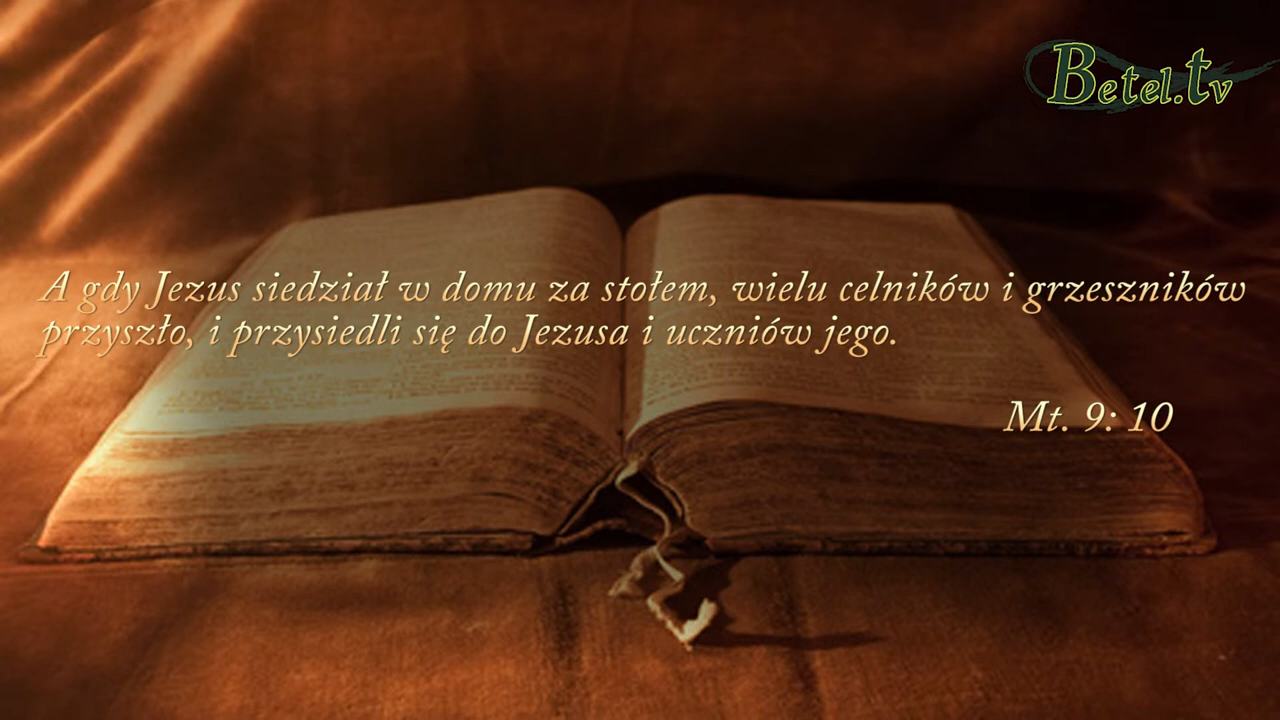 Betel.tv
A gdy Jezus siedział w domu za stołem, wielu celników i grzeszników
przyszło, i przysiedli się do Jezusa i uczniów jego.
Mt. 9: 10